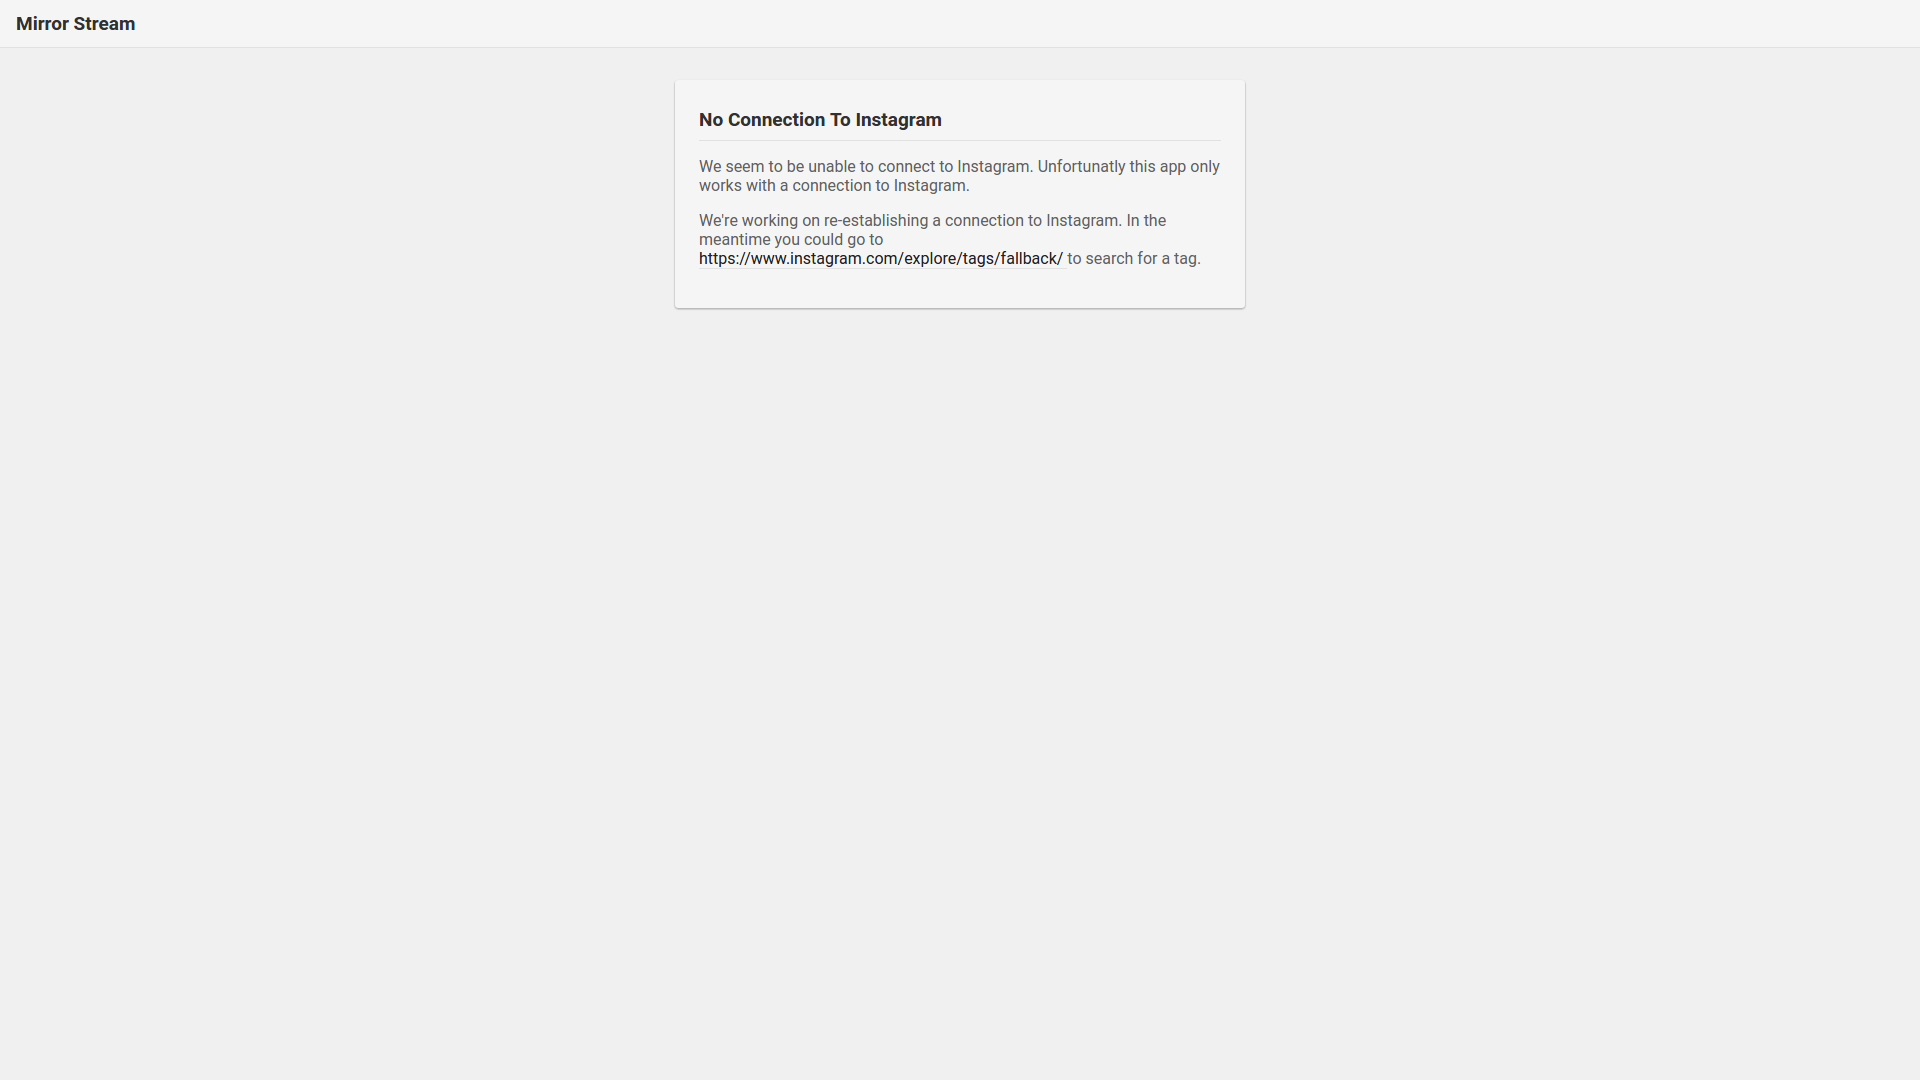 Mirror Stream
No Connection To Instagram
We seem to be unable to connect to Instagram. Unfortunatly this app only
works with a connection to Instagram.
We're working on re-establishing a connection to Instagram. In the
meantime you could go to
https://www.instagram.com/explore/tags/fallback/ to search for a tag.